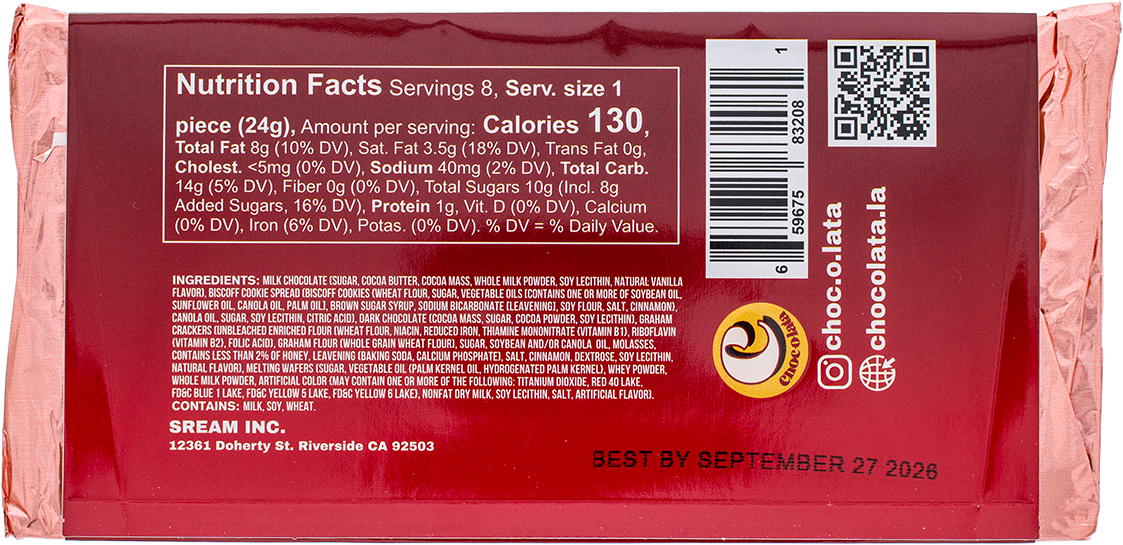 Nutrition Facts Servings 8, Serv. size 1
piece (24g), Amount per serving: Calories 130,
Total Fat 8g (10% DV), Sat. Fat 3.5g (18% DV), Trans Fat 0g,
Cholest. <5mg (0% DV), Sodium 40mg (2% DV), Total Carb.
14g (5% DV), Fiber 0g (0% DV), Total Sugars 10g (Incl. 8g
Added Sugars, 16% DV), Protein 1g, Vit. D (0% DV), Calcium
(0% DV), Iron (6% DV), Potas. (0% DV). % DV = % Daily Value.
INGREDIENTS: MILK CHOCOLATE (SUGAR, COCOA BUTTER, COCOA MASS, WHOLE MILK POWDER, SOY LECITHIN, NATURAL VANILLA
FLAVOR), BISCOFF COOKIE SPREAD (BISCOFF COOKIES (WHEAT FLOUR, SUGAR, VEGETABLE OILS (CONTAINS ONE OR MORE OF SOYBEAN OIL,
SUNFLOWER OIL, CANOLA OIL, PALM OIL), BROWN SUGAR SYRUP, SODIUM BICARBONATE (LEAVENING), SOY FLOUR, SALT, CINNAMON),
CANOLA OIL, SUGAR, SOY LECITHIN, CITRIC ACID), DARK CHOCOLATE (COCOA MASS, SUGAR, COCOA POWDER, SOY LECITHIN), GRAHAM
CRACKERS (UNBLEACHED ENRICHED FLOUR (WHEAT FLOUR, NIACIN, REDUCED IRON, THIAMINE MONONITRATE (VITAMIN B1), RIBOFLAVIN
(VITAMIN B2), FOLIC ACID), GRAHAM FLOUR (WHOLE GRAIN WHEAT FLOUR), SUGAR, SOYBEAN AND/OR CANOLA OIL, MOLASSES,
CONTAINS LESS THAN 2% OF HONEY, LEAVENING (BAKING SODA, CALCIUM PHOSPHATE), SALT, CINNAMON, DEXTROSE, SOY LECITHIN,
NATURAL FLAVOR), MELTING WAFERS (SUGAR, VEGETABLE OIL (PALM KERNEL OIL, HYDROGENATED PALM KERNEL), WHEY POWDER,
WHOLE MILK POWDER, ARTIFICIAL COLOR (MAY CONTAIN ONE OR MORE OF THE FOLLOWING: TITANIUM DIOXIDE, RED 40 LAKE,
FD&C BLUE 1 LAKE, FD&C YELLOW 5 LAKE, FD&C YELLOW 6 LAKE), NONFAT DRY MILK, SOY LECITHIN, SALT, ARTIFICIAL FLAVOR).
CONTAINS: MILK, SOY, WHEAT.
SREAM INC.
12361 Doherty St. Riverside CA 92503
6 59675 83208 1
Choc·o·lata
choc.o.lata
chocolata.la
BEST BY SEPTEMBER 27 2026